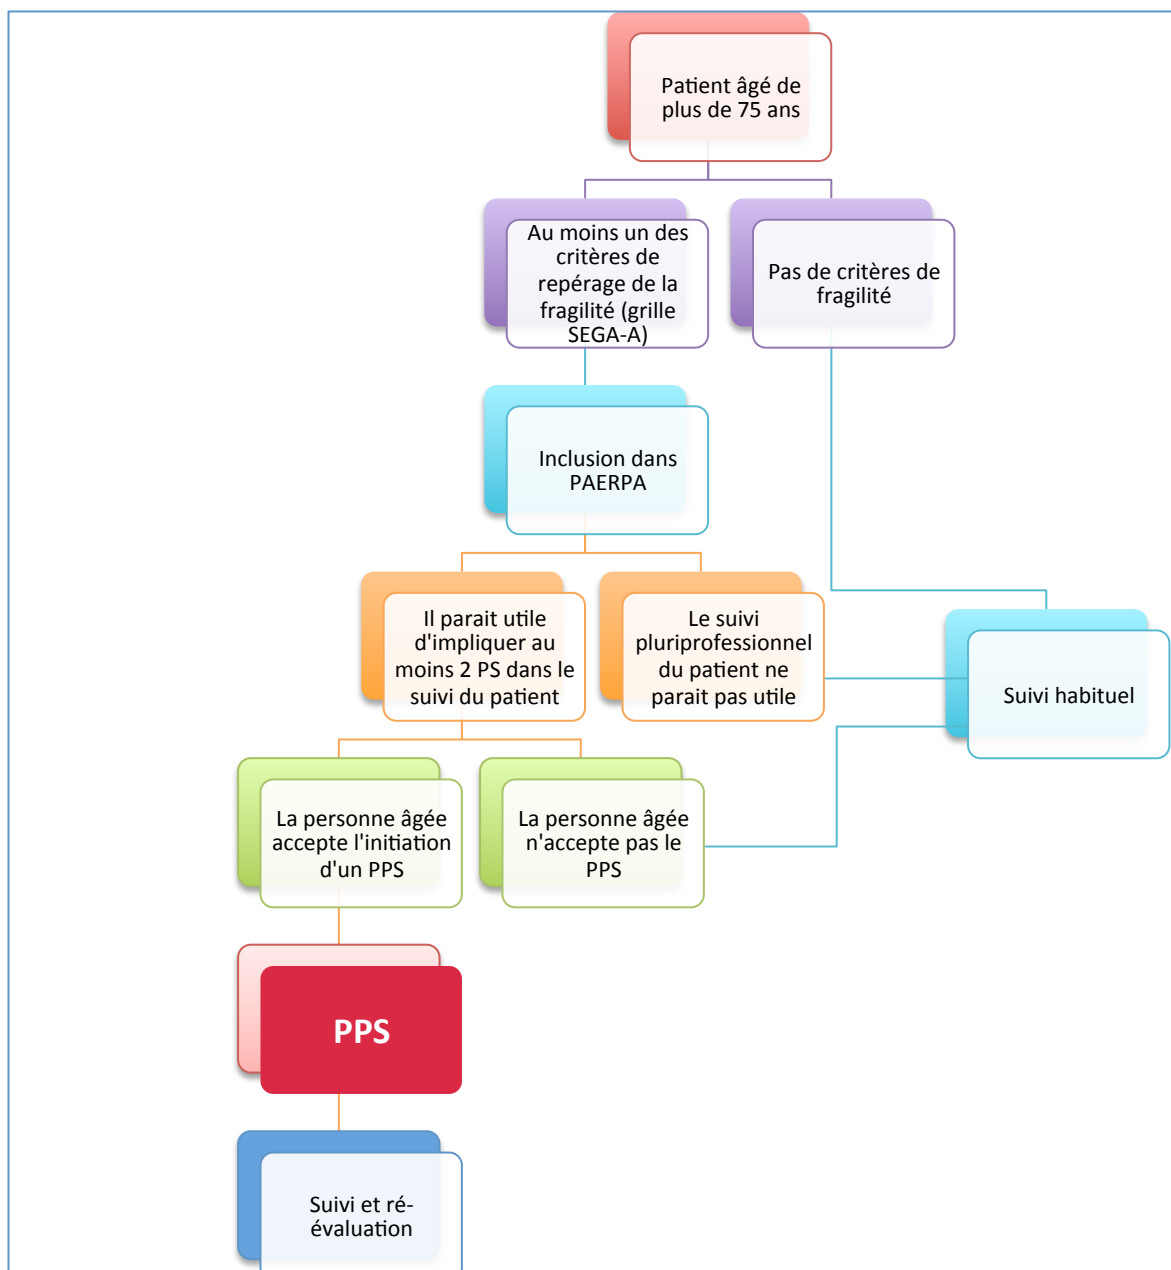 Patient âgé de
plus de 75 ans
Au moins un des
critères de
repérage de la
fragilité (grille
SEGA-A)
Pas de critères de
fragilité
Inclusion dans
PAERPA
Il parait utile
d'impliquer au
moins 2 PS dans le
suivi du patient
Le suivi
pluriprofessionnel
du patient ne
parait pas utile
Suivi habituel
La personne âgée
accepte l'initiation
d'un PPS
La personne âgée
n'accepte pas le
PPS
PPS
Suivi et ré-
évaluation